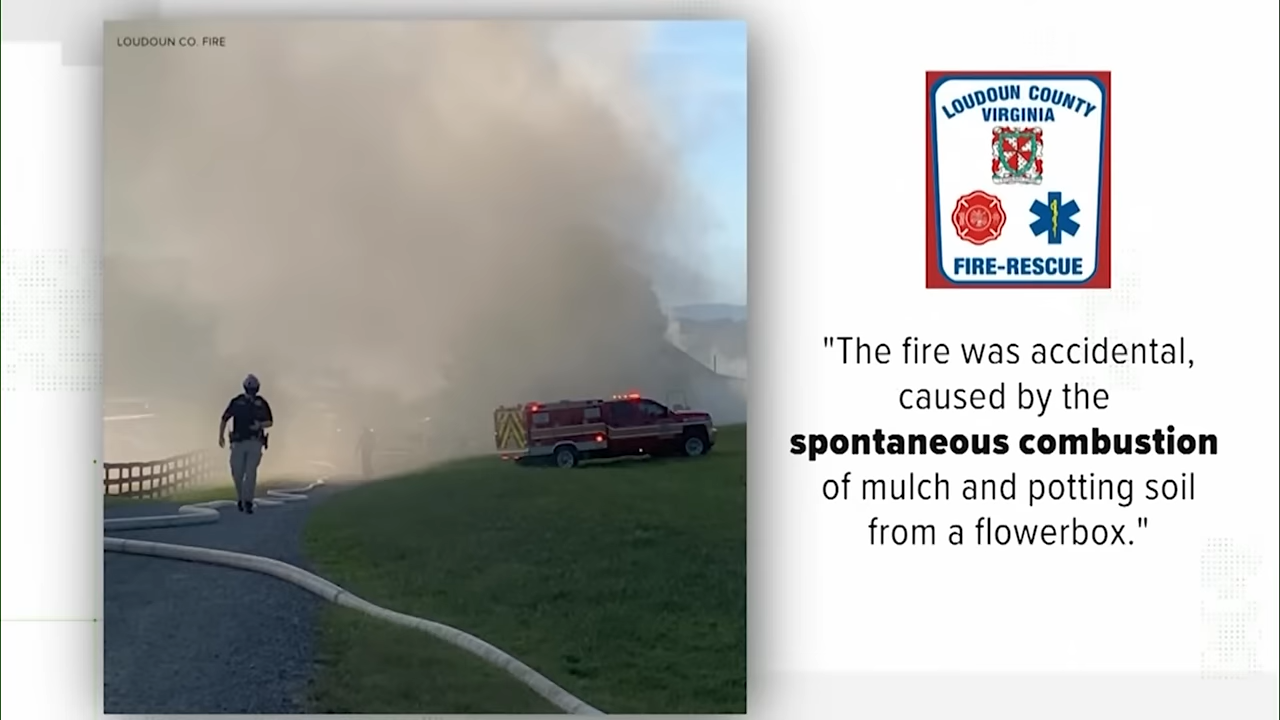 LOUDOUN CO. FIRE
LOUDOUN COUNTY
VIRGINIA
FIRE-RESCUE
"The fire was accidental,
caused by the
spontaneous combustion
of mulch and potting soil
from a flowerbox."